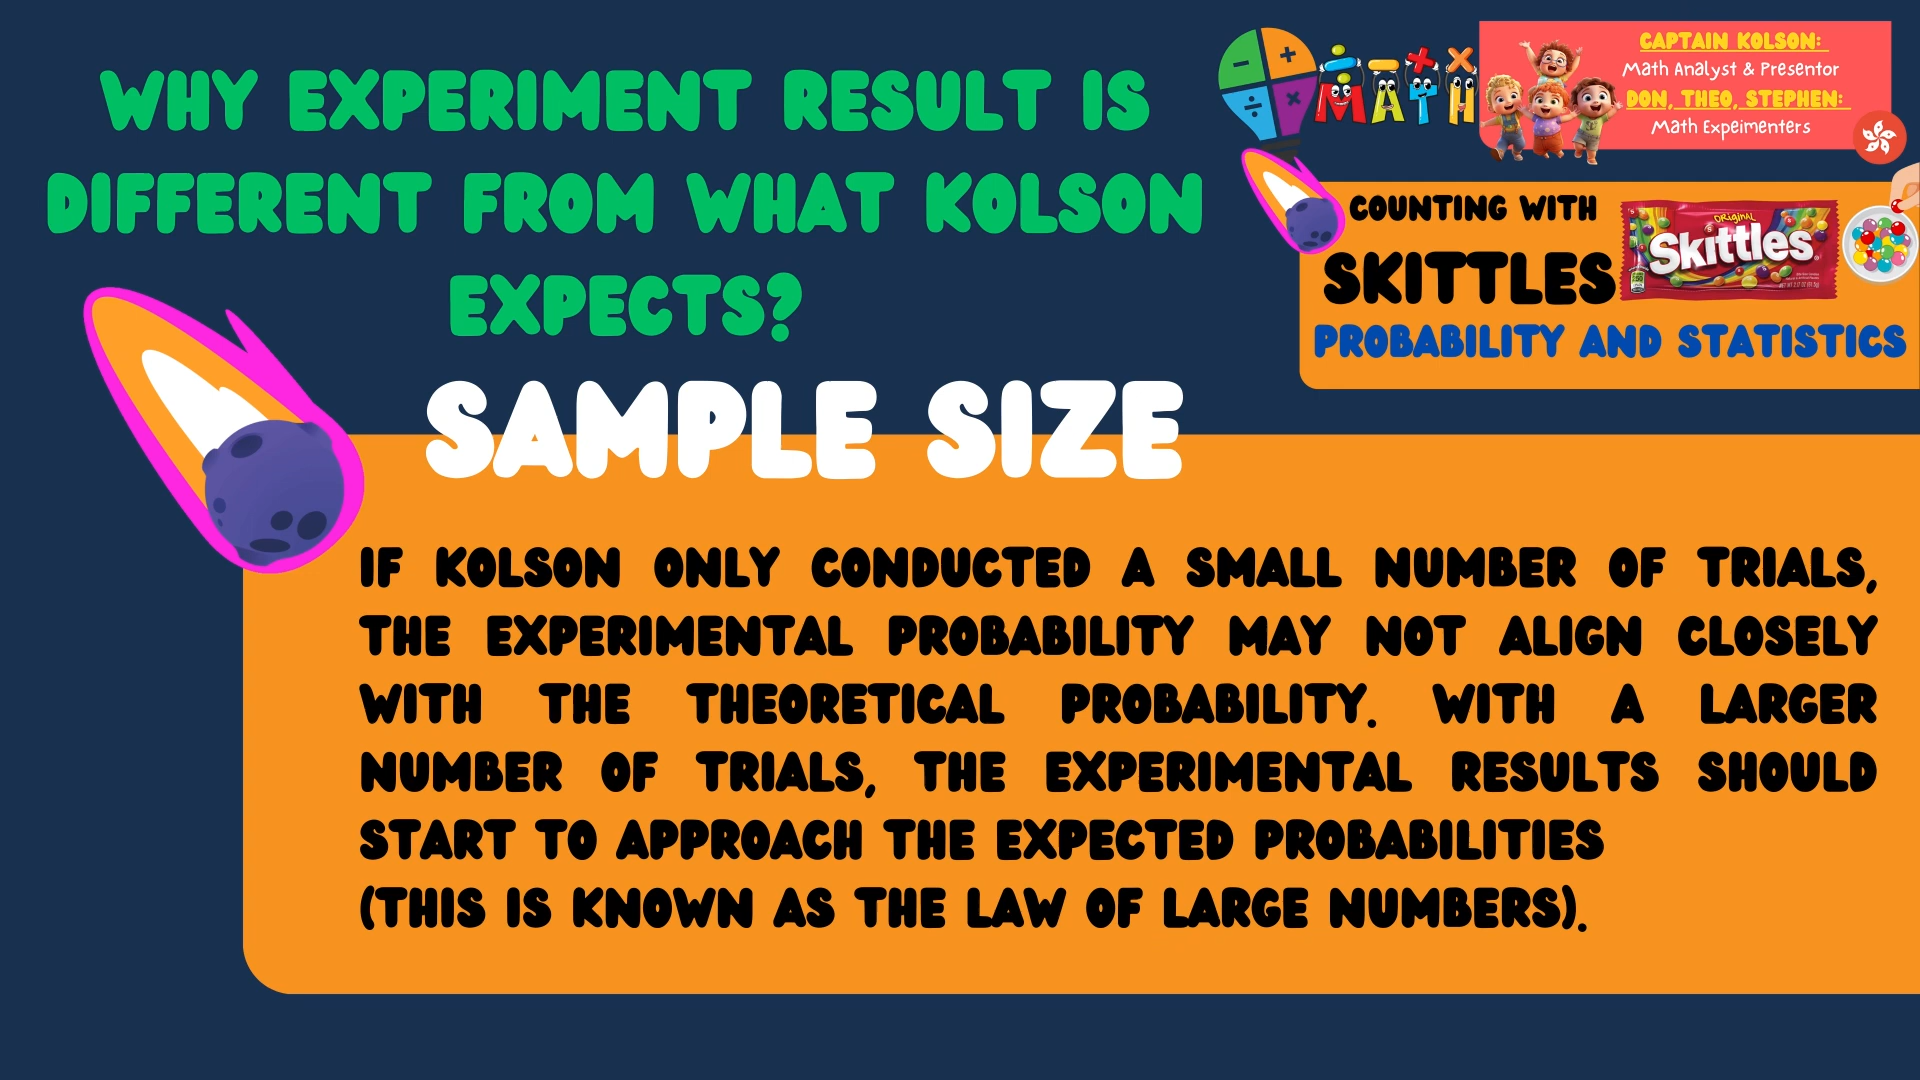 WHY EXPERIMENT RESULT IS
DIFFERENT FROM WHAT KOLSON
EXPECTS?
MATH
CAPTAIN KOLSON:
Math Analyst & Presentor
DON, THEO, STEPHEN:
Math Expeimenters
COUNTING WITH
SKITTLES
ORiginAL
Skittles
PROBABILITY AND STATISTICS
SAMPLE SIZE
IF KOLSON ONLY CONDUCTED A SMALL NUMBER OF TRIALS,
THE EXPERIMENTAL PROBABILITY MAY NOT ALIGN CLOSELY
WITH THE THEORETICAL PROBABILITY. WITH A LARGER
NUMBER OF TRIALS, THE EXPERIMENTAL RESULTS SHOULD
START TO APPROACH THE EXPECTED PROBABILITIES
(THIS IS KNOWN AS THE LAW OF LARGE NUMBERS).